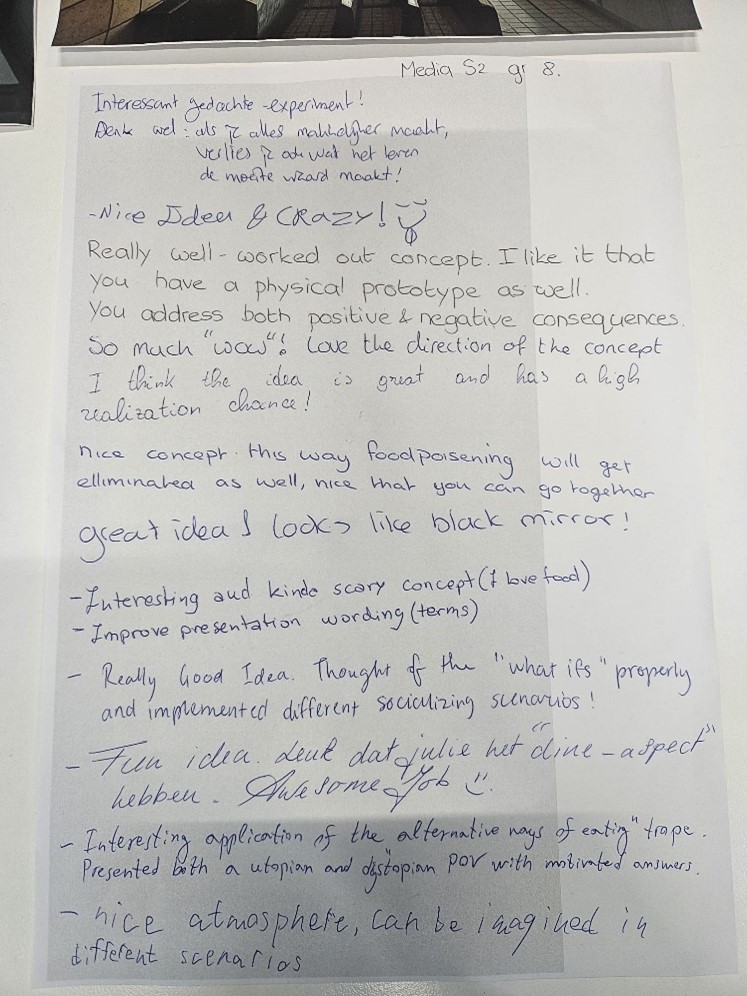 Media S2 gr 8.
Interessant gedachte-experiment!
Denk wel: als je alles makkelijker maakt,
verlies je ook wat het leven
de moeite waard maakt!
-Nice Idea & CRAZY!
Really well-worked out concept. I like it that
you have a physical prototype as well.
You address both positive & negative consequences.
So much "wow"! Love the direction of the concept
I think the idea is great and has a high
realization chance!
nice concept. this way foodpoisening will get
elliminated as well, nice that you can go together
great idea! looks like black mirror!
- Interesting and kinda scary concept (I love food)
- Improve presentation wording (terms)
- Really Good Idea. Thought of the "what ifs" properly
and implemented different socializing scenarios!
- Fun idea. leuk dat julie het "dine-aspect"
hebben. Awesome Job
- Interesting application of the "alternative ways of eating" trope.
Presented both a utopian and dystopian POV with motivated answers.
- nice atmosphere, can be imagined in
different scenarios